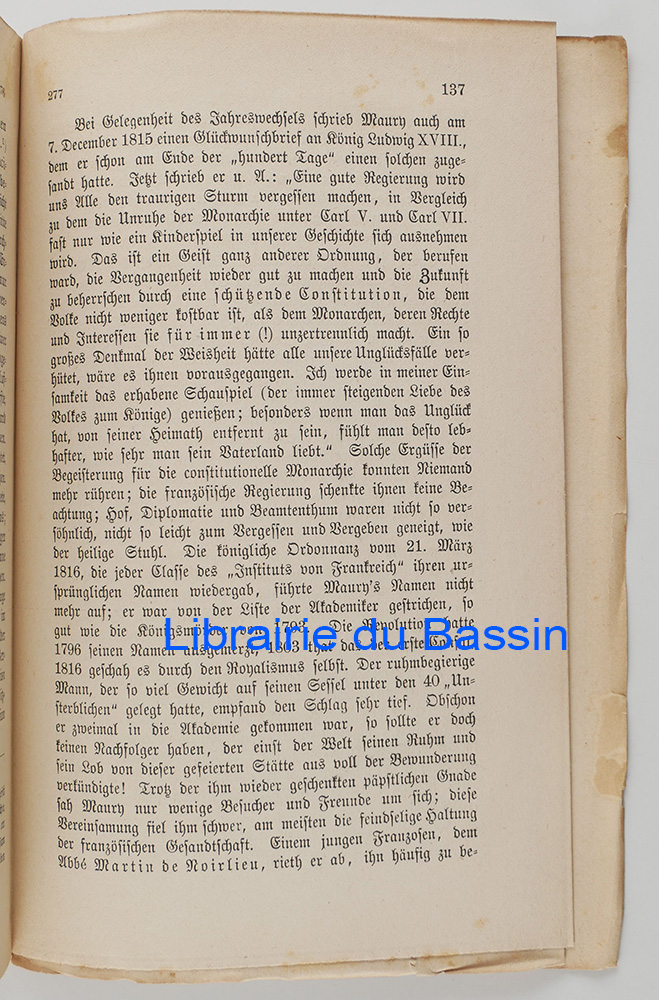 277 137
Bei Gelegenheit des Jahreswechsels schrieb Maury auch am
7. December 1815 einen Glückwunschbrief an König Ludwig XVIII.,
dem er schon am Ende der „hundert Tage“ einen solchen zuge-
sandt hatte. Jetzt schrieb er u. A.: „Eine gute Regierung wird
uns Alle den traurigen Sturm vergessen machen, in Vergleich
zu dem die Unruhe der Monarchie unter Carl V. und Carl VII.
fast nur wie ein Kinderspiel in unserer Geschichte sich ausnehmen
wird. Das ist ein Geist ganz anderer Ordnung, der berufen
ward, die Vergangenheit wieder gut zu machen und die Zukunft
zu beherrschen durch eine schützende Constitution, die dem
Volke nicht weniger kostbar ist, als dem Monarchen, deren Rechte
und Interessen sie für immer (!) unzertrennlich macht. Ein so
großes Denkmal der Weisheit hätte alle unsere Unglücksfälle ver-
hütet, wäre es ihnen vorausgegangen. Ich werde in meiner Ein-
samkeit das erhabene Schauspiel (der immer steigenden Liebe des
Volkes zum Könige) genießen; besonders wenn man das Unglück
hat, von seiner Heimath entfernt zu sein, fühlt man desto leb-
hafter, wie sehr man sein Vaterland liebt.“ Solche Ergüsse der
Begeisterung für die constitutionelle Monarchie konnten Niemand
mehr rühren; die französische Regierung schenkte ihnen keine Be-
achtung; Hof, Diplomatie und Beamtenthum waren nicht so ver-
söhnlich, nicht so leicht zum Vergessen und Vergeben geneigt, wie
der heilige Stuhl. Die königliche Ordonnanz vom 21. März
1816, die jeder Classe des „Instituts von Frankreich“ ihren ur-
sprünglichen Namen wiedergab, führte Maury's Namen nicht
mehr auf; er war von der Liste der Akademiker gestrichen, so
gut wie die Königsmörder von 1793. Die Revolution hatte
1796 seinen Namen ausgemerzt, 1803 that das der erste Consul,
1816 geschah es durch den Royalismus selbst. Der ruhmbegierige
Mann, der so viel Gewicht auf seinen Sessel unter den 40 „Un-
sterblichen“ gelegt hatte, empfand den Schlag sehr tief. Obschon
er zweimal in die Akademie gekommen war, so sollte er doch
keinen Nachfolger haben, der einst der Welt seinen Ruhm und
sein Lob von dieser gefeierten Stätte aus voll der Bewunderung
verkündigte! Trotz der ihm wieder geschenkten päpstlichen Gnade
sah Maury nur wenige Besucher und Freunde um sich; diese
Vereinsamung fiel ihm schwer, am meisten die feindselige Haltung
der französischen Gesandtschaft. Einem jungen Franzosen, dem
Abbé Martin de Noirlieu, rieth er ab, ihn häufig zu be-
Librairie du Bassin